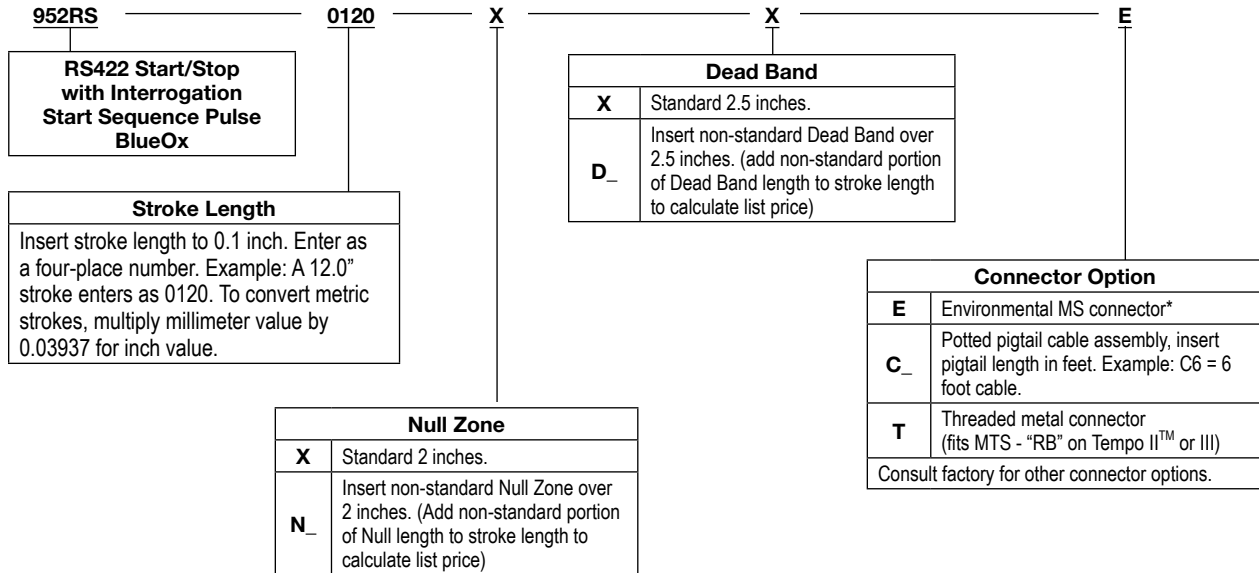 952RS 0120 X X E
RS422 Start/Stop
with Interrogation
Start Sequence Pulse
BlueOx
Dead Band
X Standard 2.5 inches.
D_ Insert non-standard Dead Band over
2.5 inches. (add non-standard portion
of Dead Band length to stroke length
to calculate list price)
Stroke Length
Insert stroke length to 0.1 inch. Enter as
a four-place number. Example: A 12.0”
stroke enters as 0120. To convert metric
strokes, multiply millimeter value by
0.03937 for inch value.
Connector Option
E Environmental MS connector*
C_ Potted pigtail cable assembly, insert
pigtail length in feet. Example: C6 = 6
foot cable.
T Threaded metal connector
(fits MTS - “RB” on Tempo II™ or III)
Consult factory for other connector options.
Null Zone
X Standard 2 inches.
N_ Insert non-standard Null Zone over
2 inches. (Add non-standard portion
of Null length to stroke length to
calculate list price)